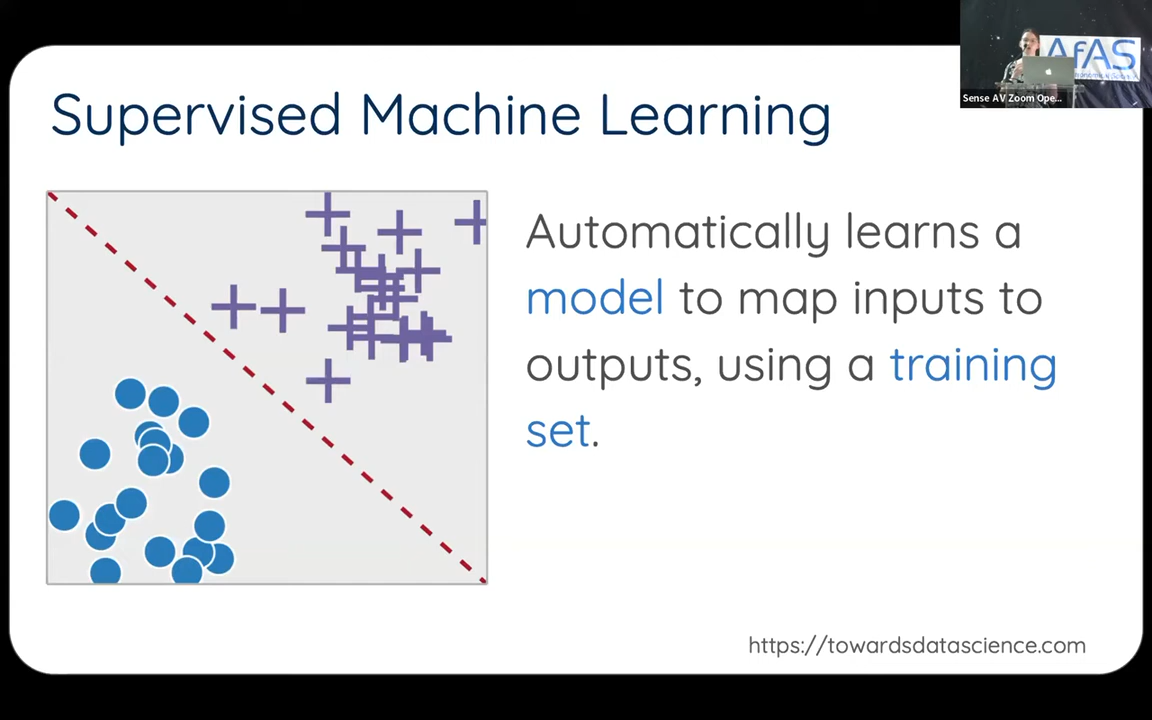 Supervised Machine Learning
Automatically learns a
model to map inputs to
outputs, using a training
set.
https://towardsdatascience.com
AfAS
Sense AV Zoom Ope...